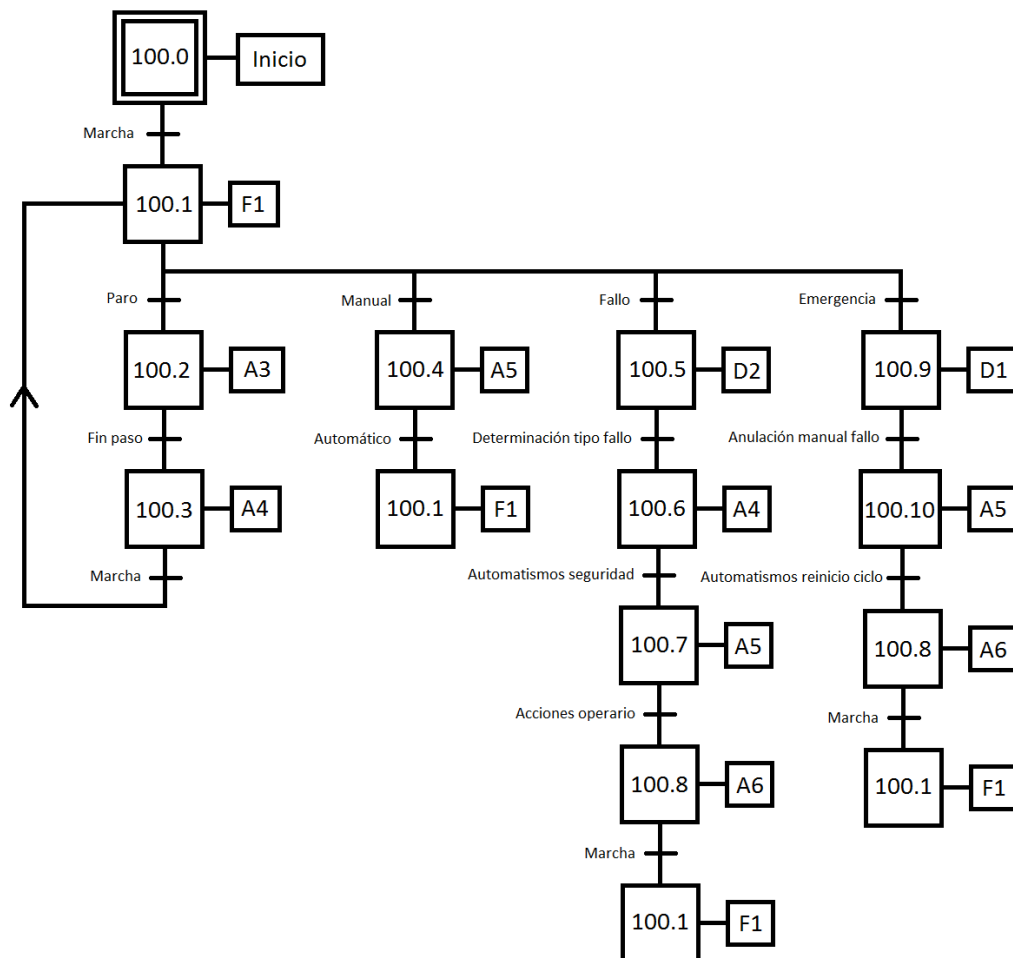 100.0
Inicio
Marcha
100.1
F1
Paro
Manual
Fallo
Emergencia
100.2
A3
100.4
A5
100.5
D2
100.9
D1
Fin paso
Automático
Determinación tipo fallo
Anulación manual fallo
100.3
A4
100.1
F1
100.6
A4
100.10
A5
Marcha
Automatismos seguridad
Automatismos reinicio ciclo
100.7
A5
100.8
A6
Acciones operario
Marcha
100.8
A6
100.1
F1
Marcha
100.1
F1